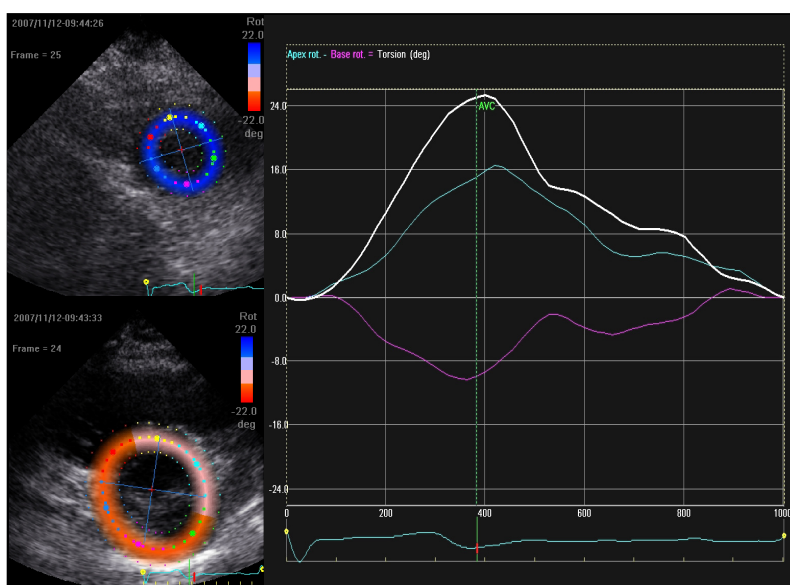 2007/11/12-09:44:26
Rot
22.0
Frame = 25
-22.0
deg
2007/11/12-09:43:33
Rot
22.0
Frame = 24
-22.0
deg
Apex rot. - Base rot. = Torsion (deg)
24.0
AVC
16.0
8.0
0.0
-8.0
-16.0
-24.0
0 200 400 600 800 1000